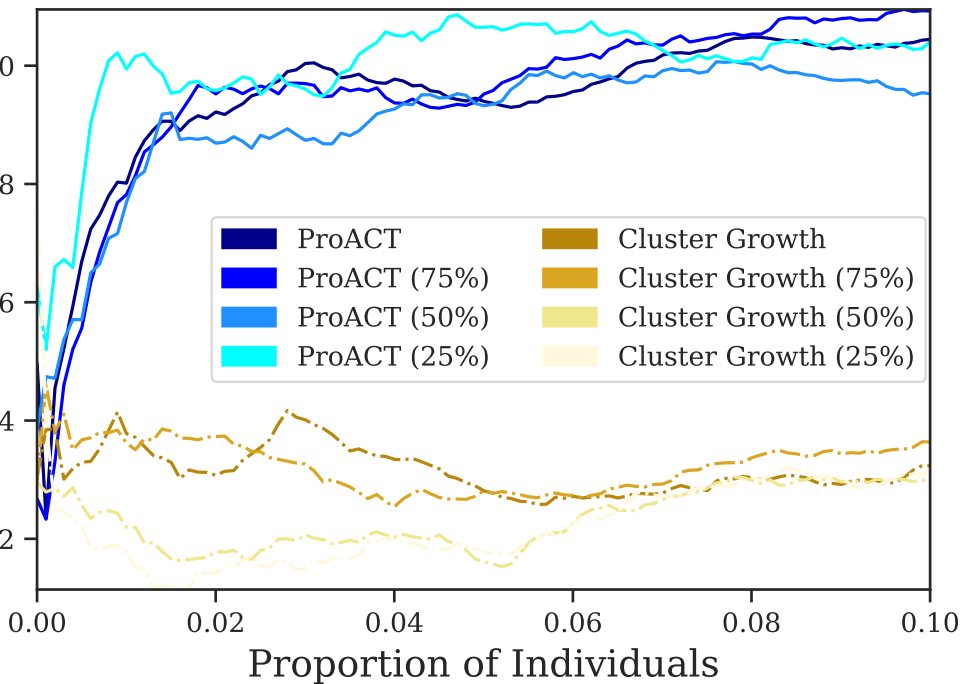 0
8
6
4
2
ProACT
ProACT (75%)
ProACT (50%)
ProACT (25%)
Cluster Growth
Cluster Growth (75%)
Cluster Growth (50%)
Cluster Growth (25%)
0.00 0.02 0.04 0.06 0.08 0.10
Proportion of Individuals